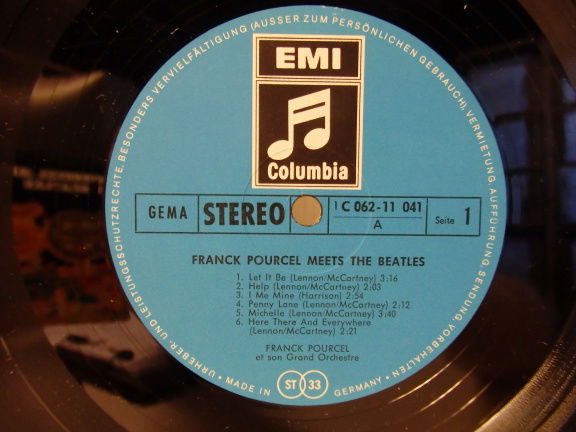 URHEBER- UND LEISTUNGSSCHUTZRECHTE, BESONDERS VERVIELFÄLTIGUNG (AUSSER ZUM PERSÖNLICHEN GEBRAUCH), VERMIETUNG, AUFFÜHRUNG, SENDUNG, VORBEHALTEN
EMI
Columbia
GEMA
STEREO
1 C 062-11 041
A
Seite 1
FRANCK POURCEL MEETS THE BEATLES
1. Let It Be (Lennon/McCartney) 3:16
2. Help (Lennon/McCartney) 2:03
3. I Me Mine (Harrison) 2:54
4. Penny Lane (Lennon/McCartney) 2:12
5. Michelle (Lennon/McCartney) 3:40
6. Here There And Everywhere
(Lennon/McCartney) 2:21
FRANCK POURCEL
et son Grand Orchestre
• MADE IN
ST 33
GERMANY •